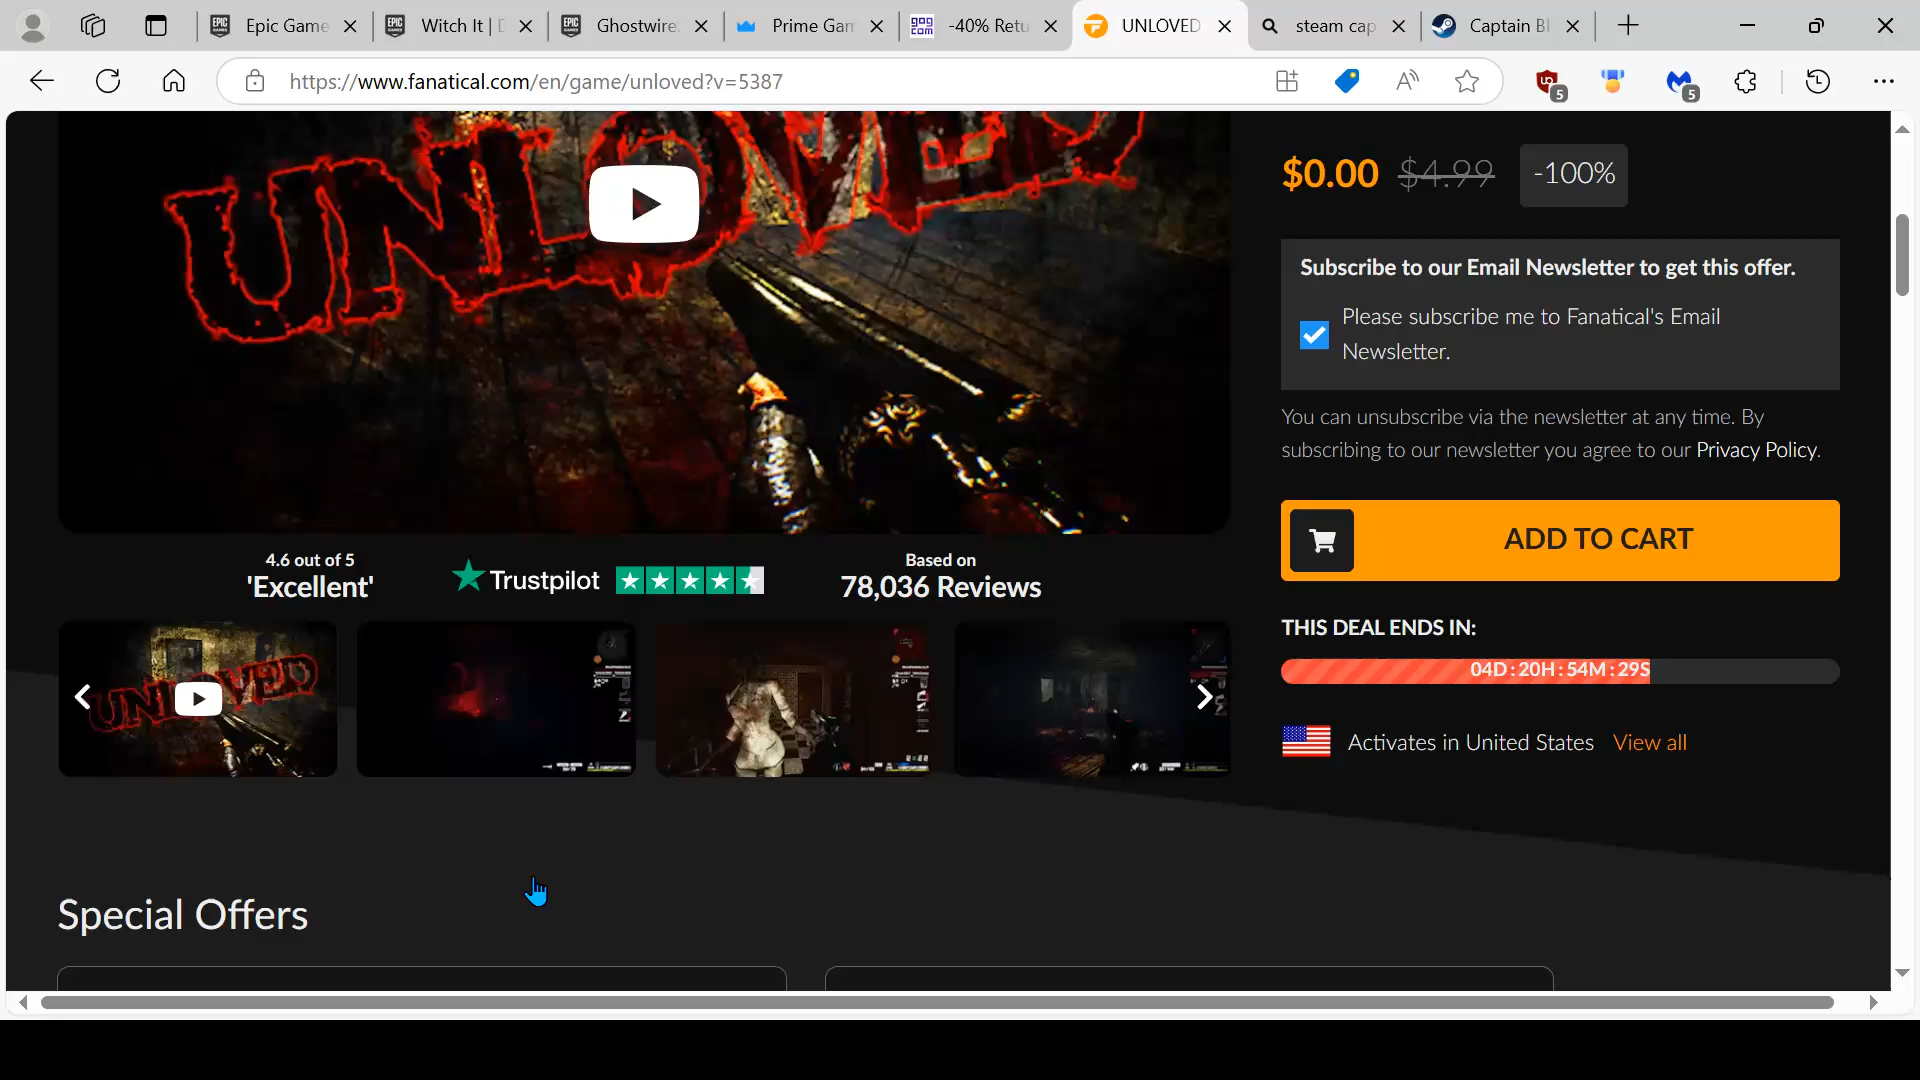 Epic Game
Witch It | D
Ghostwire:
Prime Gam
-40% Retu
UNLOVED
steam cap
Captain Bl
https://www.fanatical.com/en/game/unloved?v=5387
5
5
UNLOVED
$0.00 $4.99 -100%
Subscribe to our Email Newsletter to get this offer.
Please subscribe me to Fanatical's Email
Newsletter.
You can unsubscribe via the newsletter at any time. By
subscribing to our newsletter you agree to our Privacy Policy.
ADD TO CART
4.6 out of 5
'Excellent'
Trustpilot
Based on
78,036 Reviews
THIS DEAL ENDS IN:
04D : 20H : 54M : 29S
UNLOVED
Activates in United States View all
Special Offers